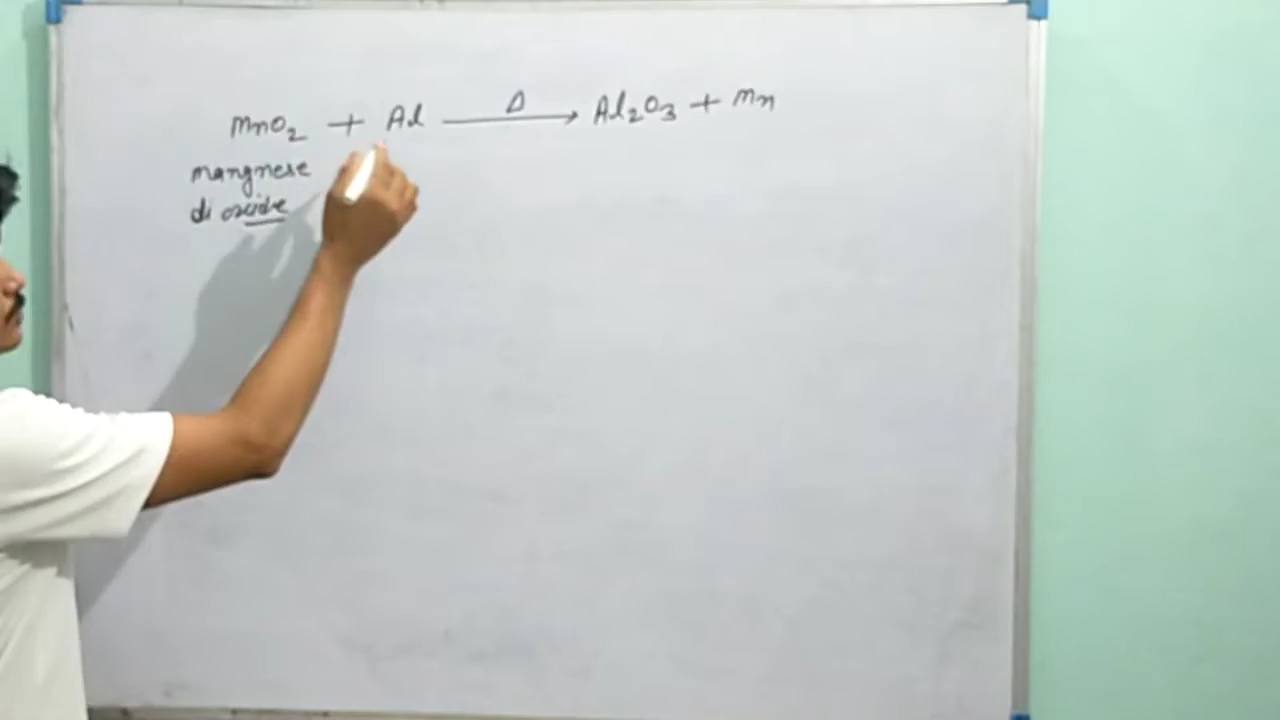 MnO₂ + Al —Δ→ Al₂O₃ + Mn
mangnese
di oxide